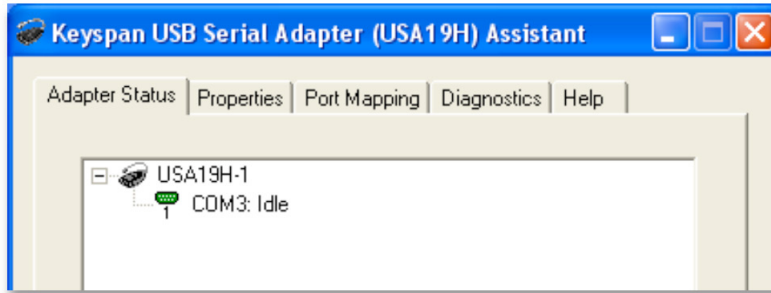 Keyspan USB Serial Adapter (USA19H) Assistant
Adapter Status Properties Port Mapping Diagnostics Help
USA19H-1
1 COM3: Idle